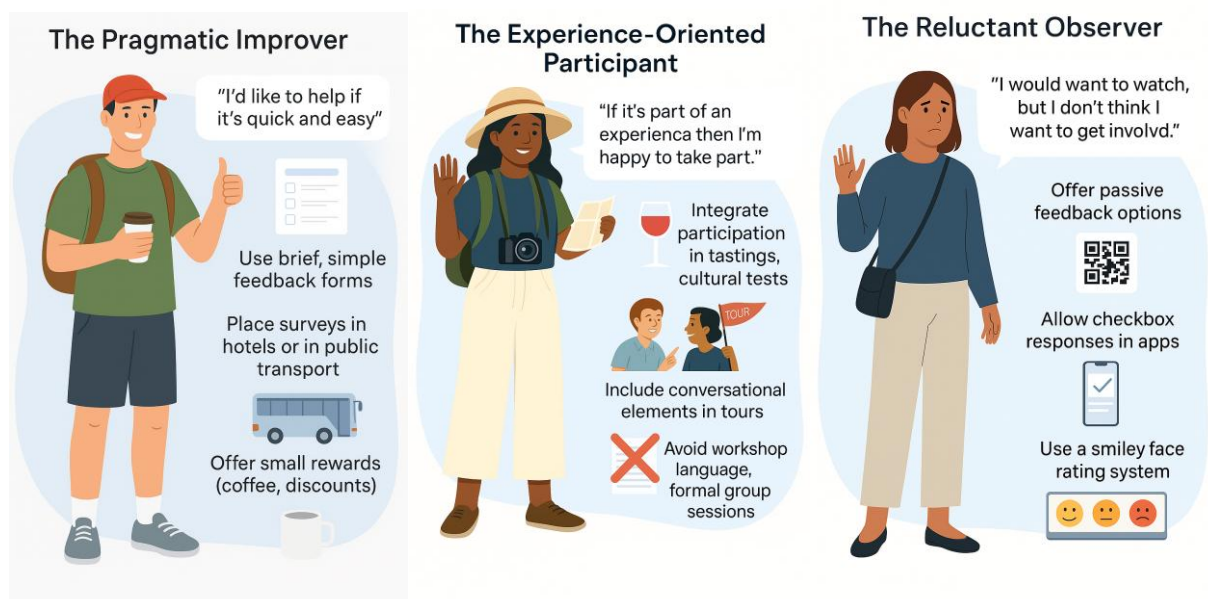 The Pragmatic Improver
"I'd like to help if
it's quick and easy"
Use brief, simple
feedback forms
Place surveys in
hotels or in public
transport
Offer small rewards
(coffee, discounts)
The Experience-Oriented
Participant
"If it's part of an
experienca then I'm
happy to take part."
Integrate
participation
in tastings,
cultural tests
TOUR
Include conversational
elements in tours
Avoid workshop
language,
formal group
sessions
The Reluctant Observer
"I would want to watch,
but I don't think I
want to get involvd."
Offer passive
feedback options
Allow checkbox
responses in apps
Use a smiley face
rating system